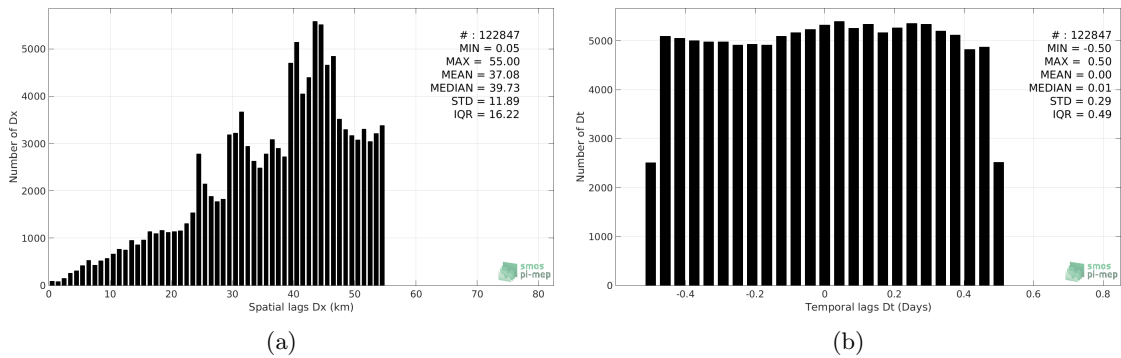 # : 122847
MIN = 0.05
MAX = 55.00
MEAN = 37.08
MEDIAN = 39.73
STD = 11.89
IQR = 16.22
Number of Dx
5000
4000
3000
2000
1000
0
0 10 20 30 40 50 60 70 80
Spatial lags Dx (km)
smos
pi-mep
(a)
# : 122847
MIN = -0.50
MAX = 0.50
MEAN = 0.00
MEDIAN = 0.01
STD = 0.29
IQR = 0.49
Number of Dt
5000
4000
3000
2000
1000
0
-0.4 -0.2 0 0.2 0.4 0.6 0.8
Temporal lags Dt (Days)
smos
pi-mep
(b)